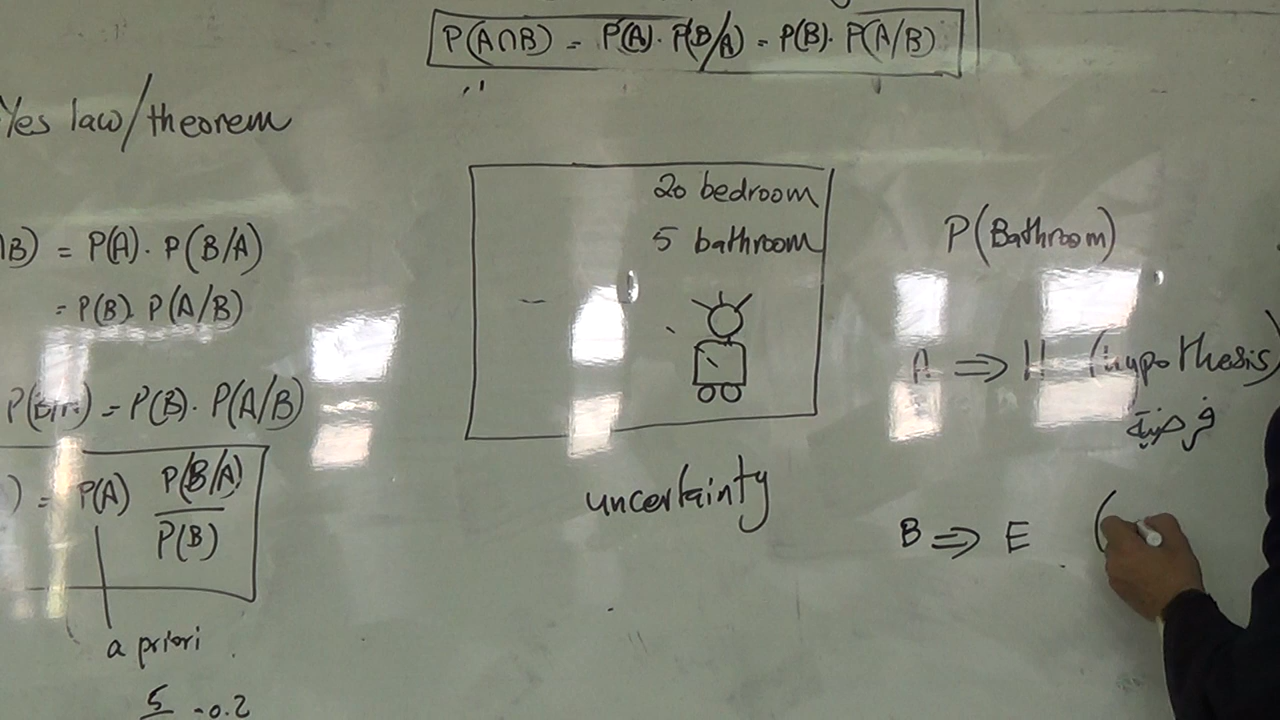 P(A∩B) = P(A). P(B/A) = P(B). P(A/B)
Yes law/theorem
∩B) = P(A). P(B/A)
= P(B). P(A/B)
P(B/A) = P(B). P(A/B)
) = P(A) P(B/A)
P(B)
a priori
5 = 0.2
20 bedroom
5 bathroom
uncertainty
P(Bathroom)
A ⇒ H (hypothesis)
فرضية
B ⇒ E (